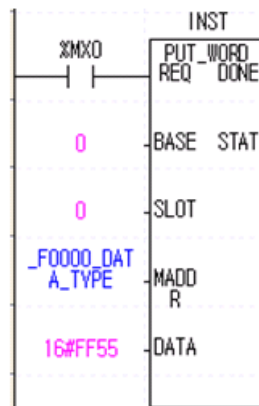 INST
%MX0
PUT_WORD
REQ DONE
0 BASE STAT
0 SLOT
_F0000_DAT
A_TYPE
MADD
R
16#FF55 DATA